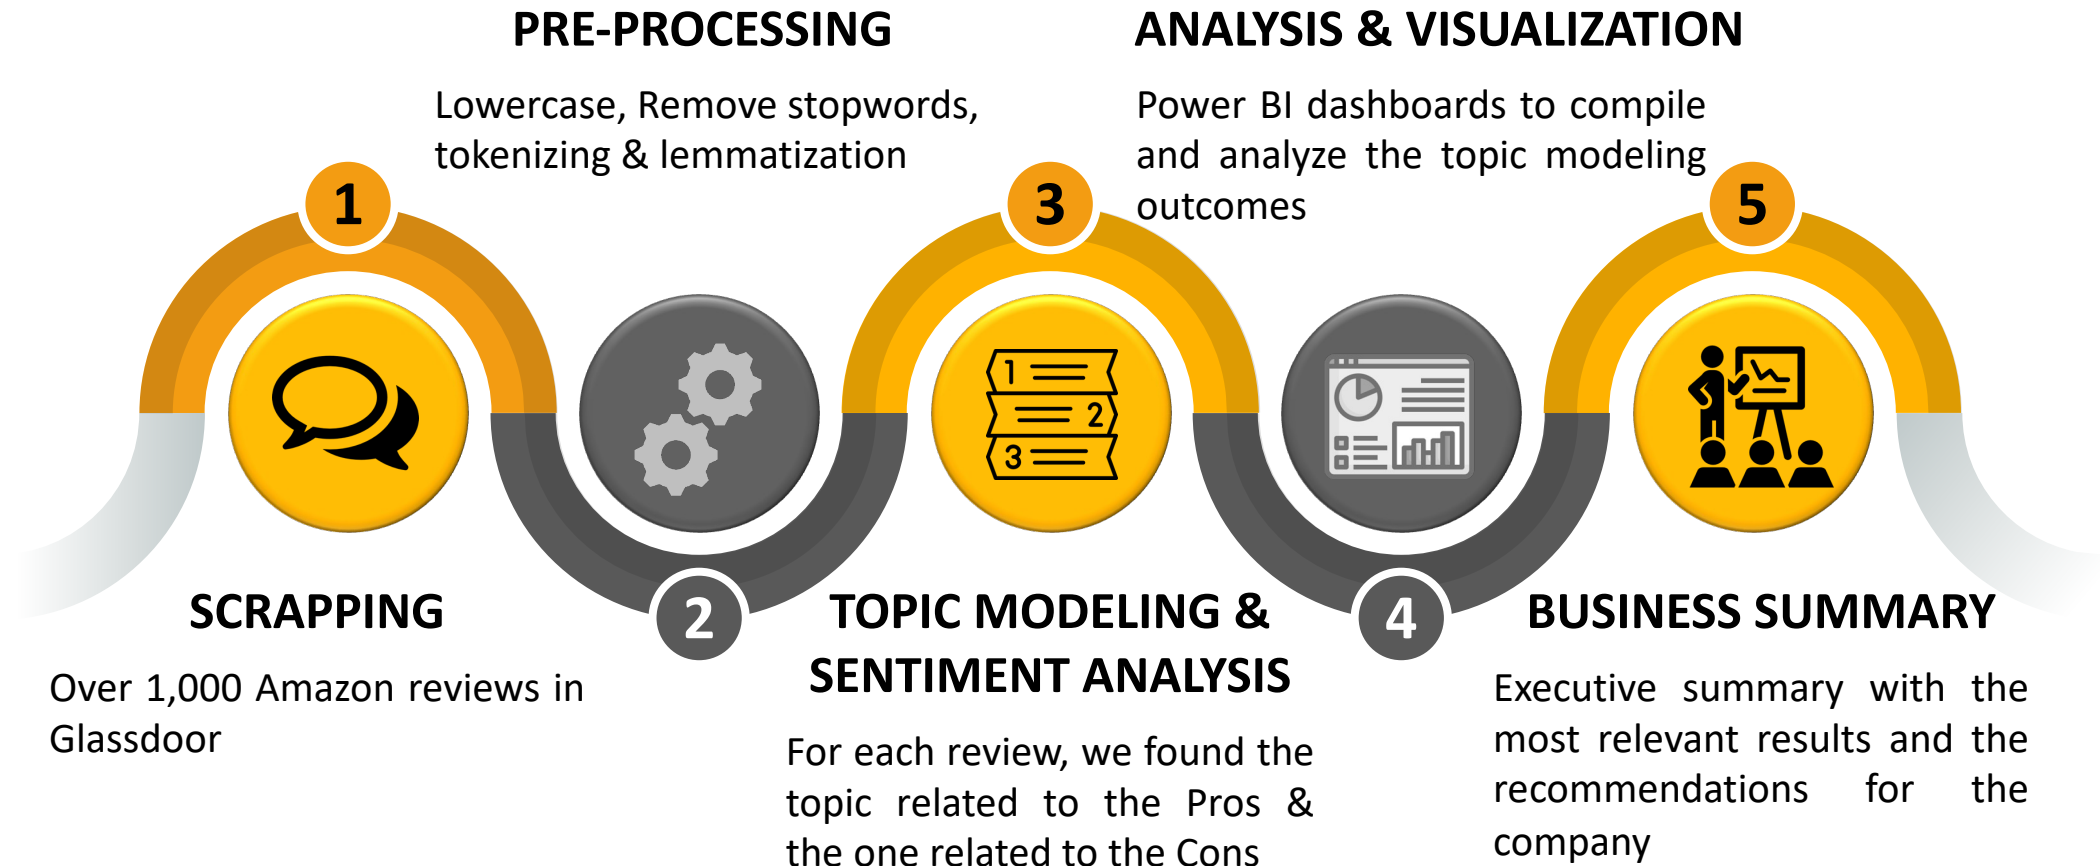 PRE-PROCESSING
Lowercase, Remove stopwords,
tokenizing & lemmatization
ANALYSIS & VISUALIZATION
Power BI dashboards to compile
and analyze the topic modeling
outcomes
1
3
5
1
2
3
2
4
SCRAPPING
Over 1,000 Amazon reviews in
Glassdoor
TOPIC MODELING &
SENTIMENT ANALYSIS
For each review, we found the
topic related to the Pros &
the one related to the Cons
BUSINESS SUMMARY
Executive summary with the
most relevant results and the
recommendations for the
company